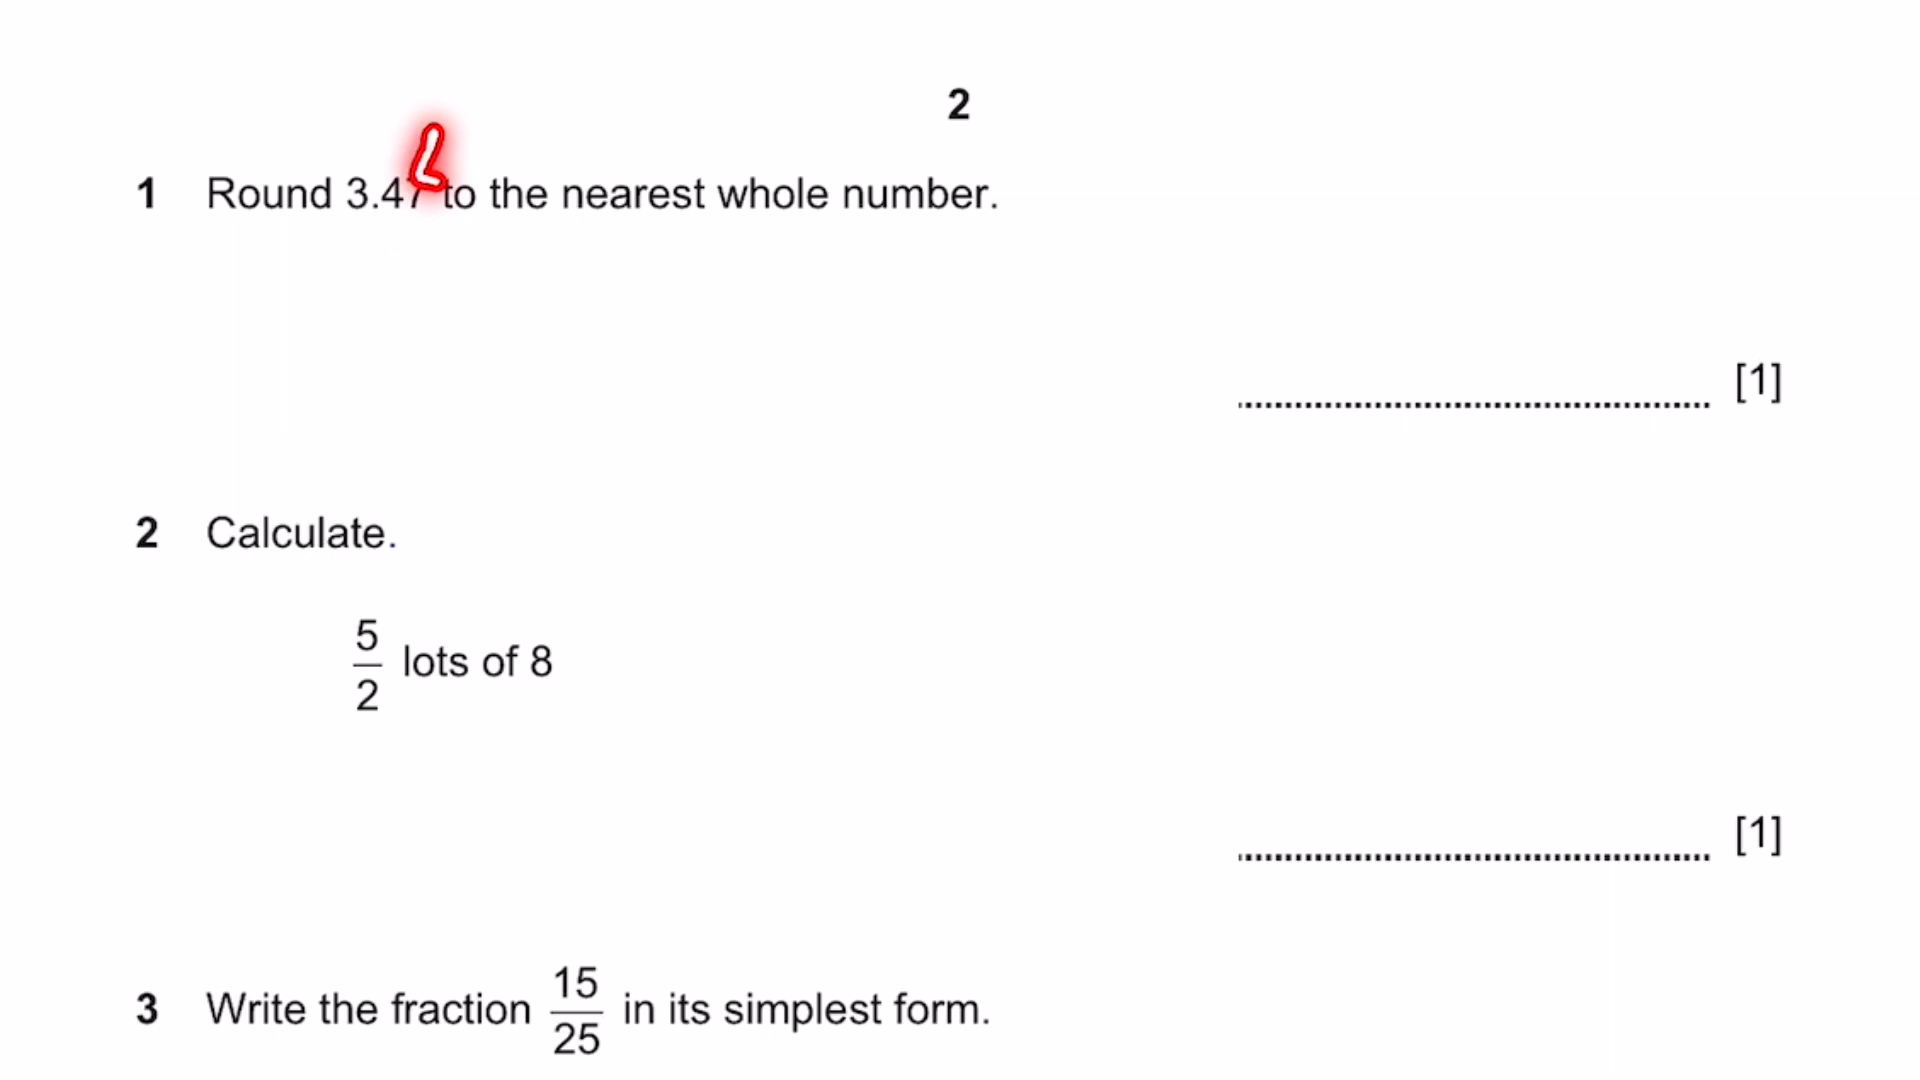 2
1 Round 3.47 to the nearest whole number.
[1]
2 Calculate.
5/2 lots of 8
[1]
3 Write the fraction 15/25 in its simplest form.